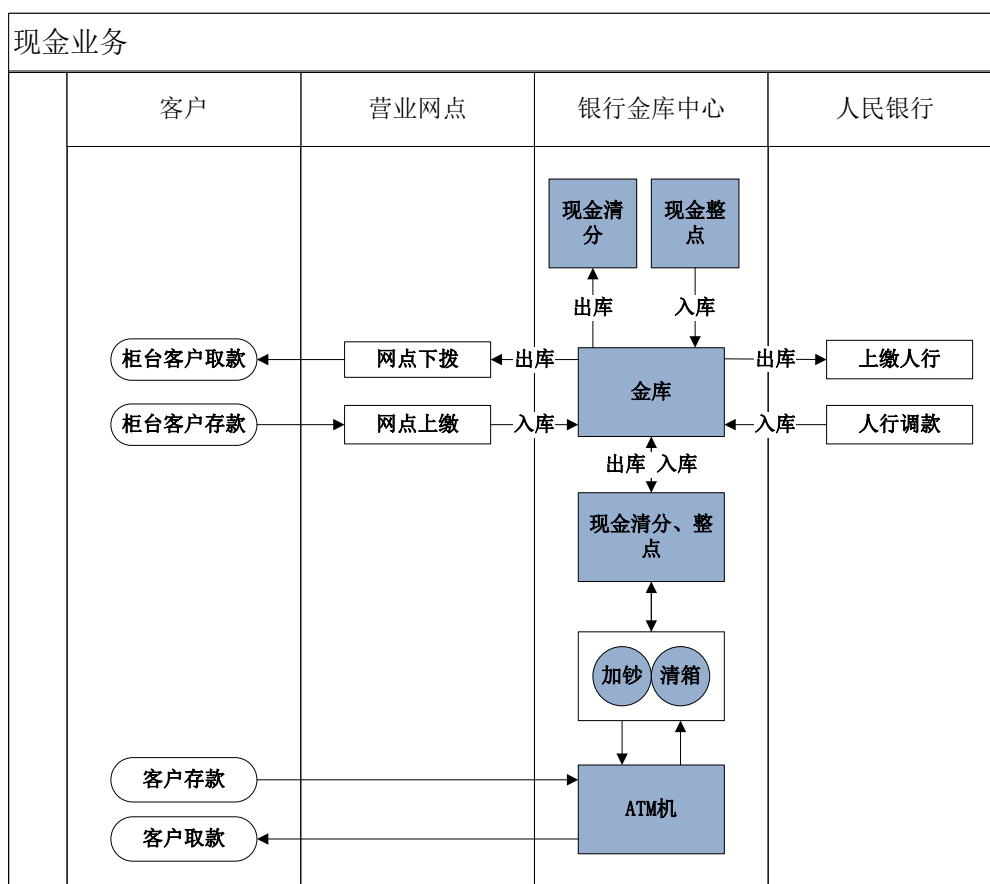 现金业务
客户
营业网点
银行金库中心
人民银行
现金清
分
现金整
点
出库
入库
柜台客户取款
网点下拨
出库
金库
出库
上缴人行
柜台客户存款
网点上缴
入库
入库
人行调款
出库
入库
现金清分、整
点
加钞
清箱
客户存款
ATM机
客户取款